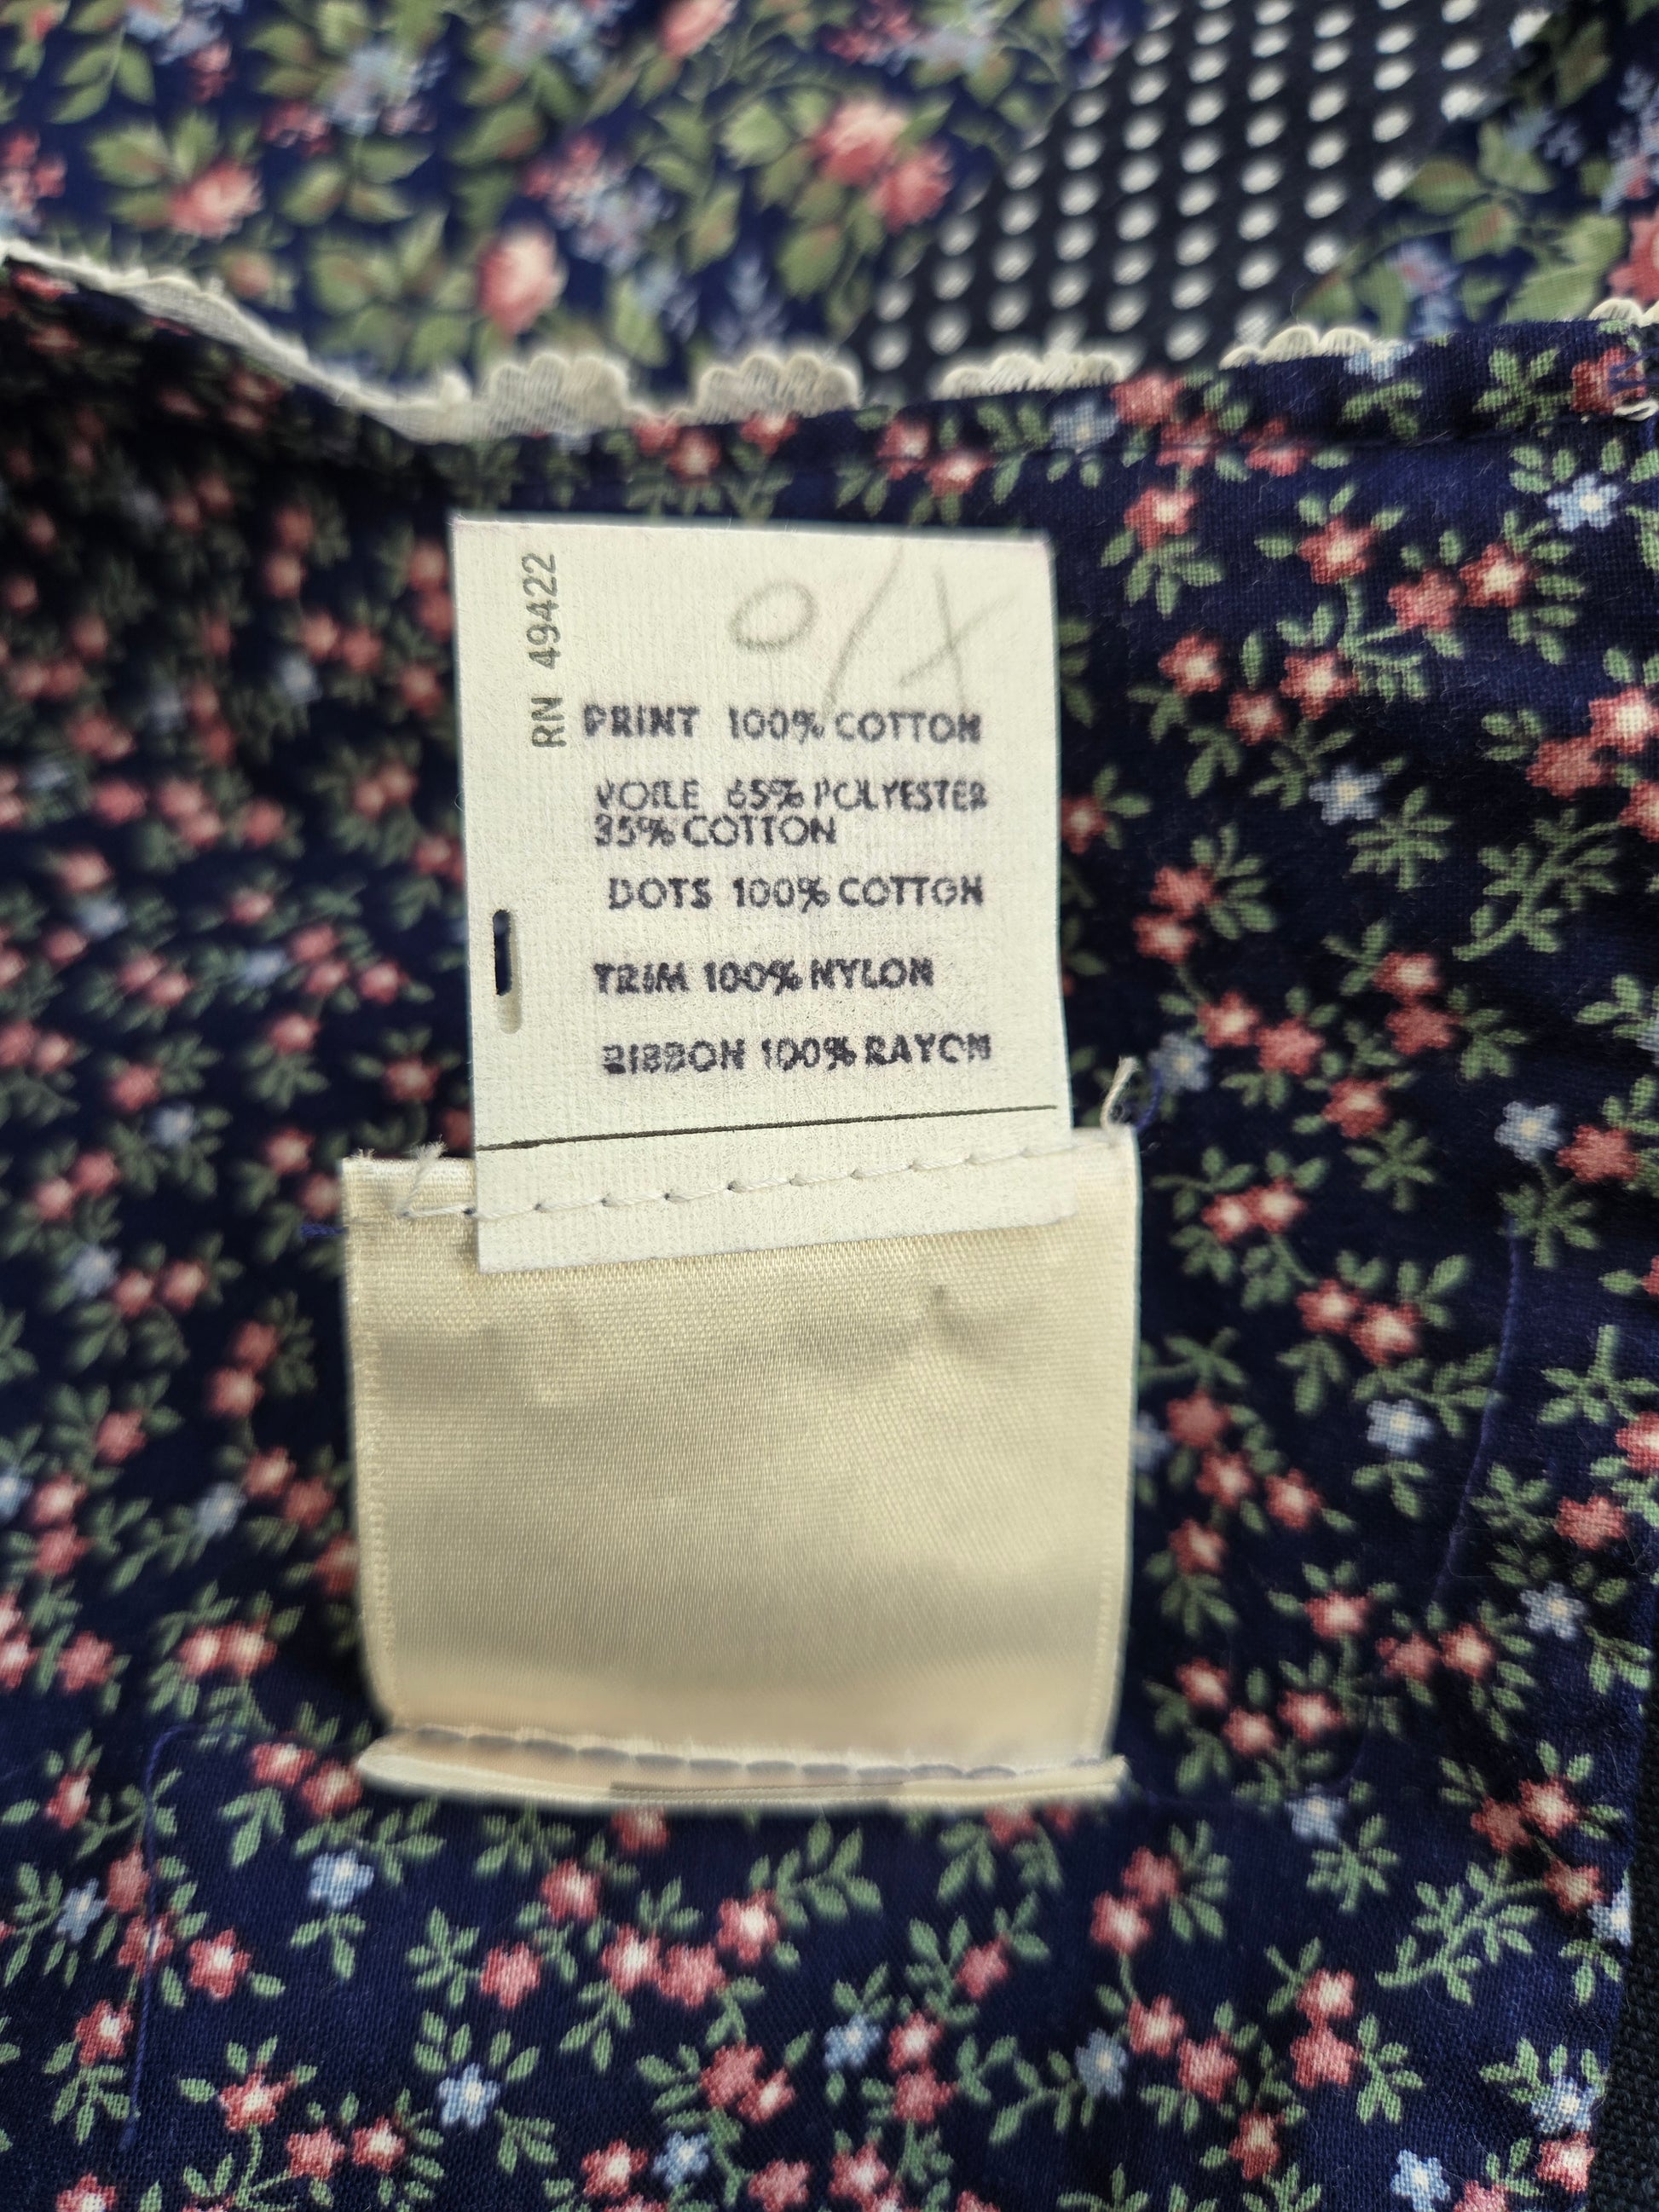 RN 49422
PRINT 100% COTTON
VOILE 65% POLYESTER
35% COTTON
DOTS 100% COTTON
TRIM 100% NYLON
RIBBON 100% RAYON